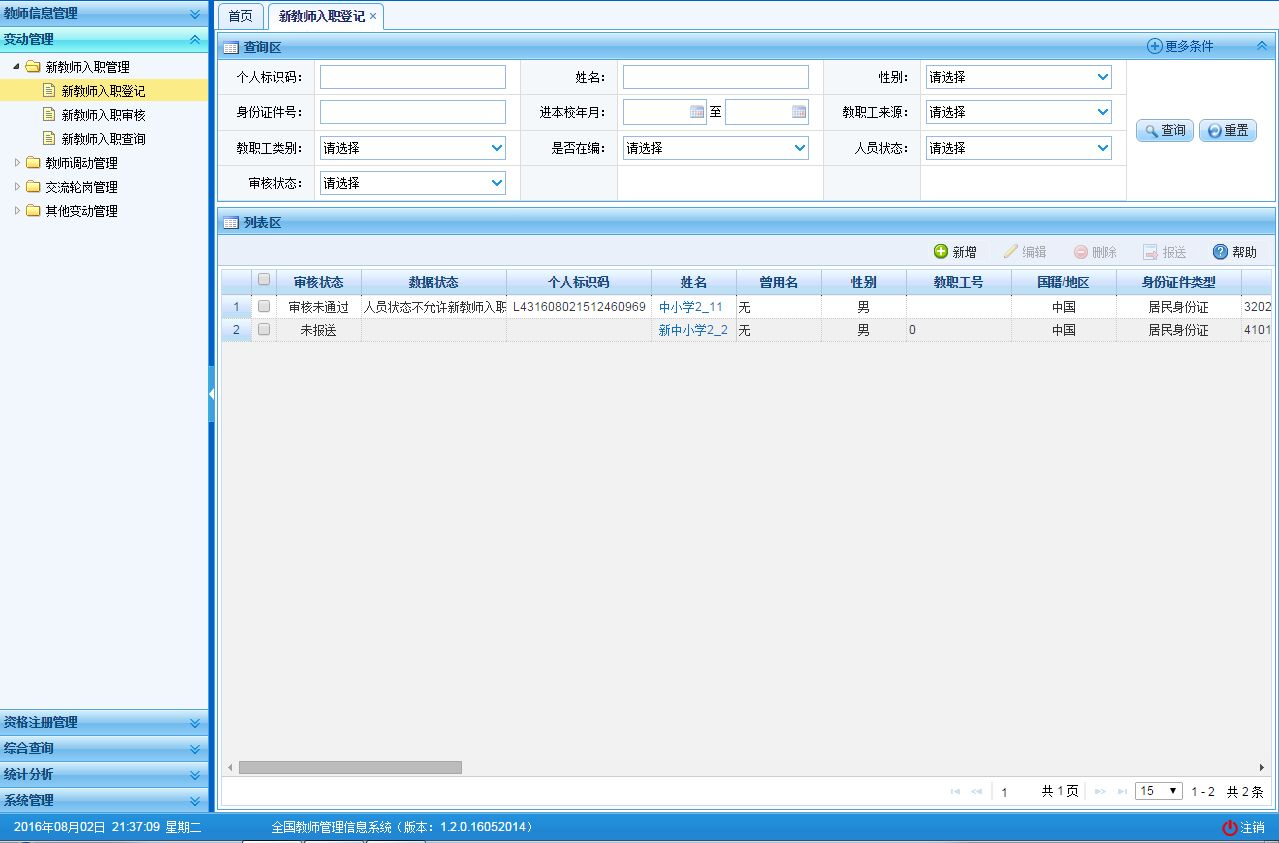 教师信息管理
变动管理
新教师入职管理
新教师入职登记
新教师入职审核
新教师入职查询
教师调动管理
交流轮岗管理
其他变动管理
资格注册管理
综合查询
统计分析
系统管理
首页 新教师入职登记 ×
查询区 更多条件
个人标识码： 姓名： 性别： 请选择
身份证件号： 进本校年月： 至 教职工来源： 请选择
教职工类别： 请选择 是否在编： 请选择 人员状态： 请选择
审核状态： 请选择
查询 重置
列表区
新增 编辑 删除 报送 帮助
审核状态 数据状态 个人标识码 姓名 曾用名 性别 教职工号 国籍/地区 身份证件类型
1 审核未通过 人员状态不允许新教师入职 L431608021512460969 中小学2_11 无 男 中国 居民身份证 3202
2 未报送 新中小学2_2 无 男 0 中国 居民身份证 4101
1 共1页 15 1 - 2 共2条
2016年08月02日 21:37:09 星期二 全国教师管理信息系统（版本：1.2.0.16052014） 注销